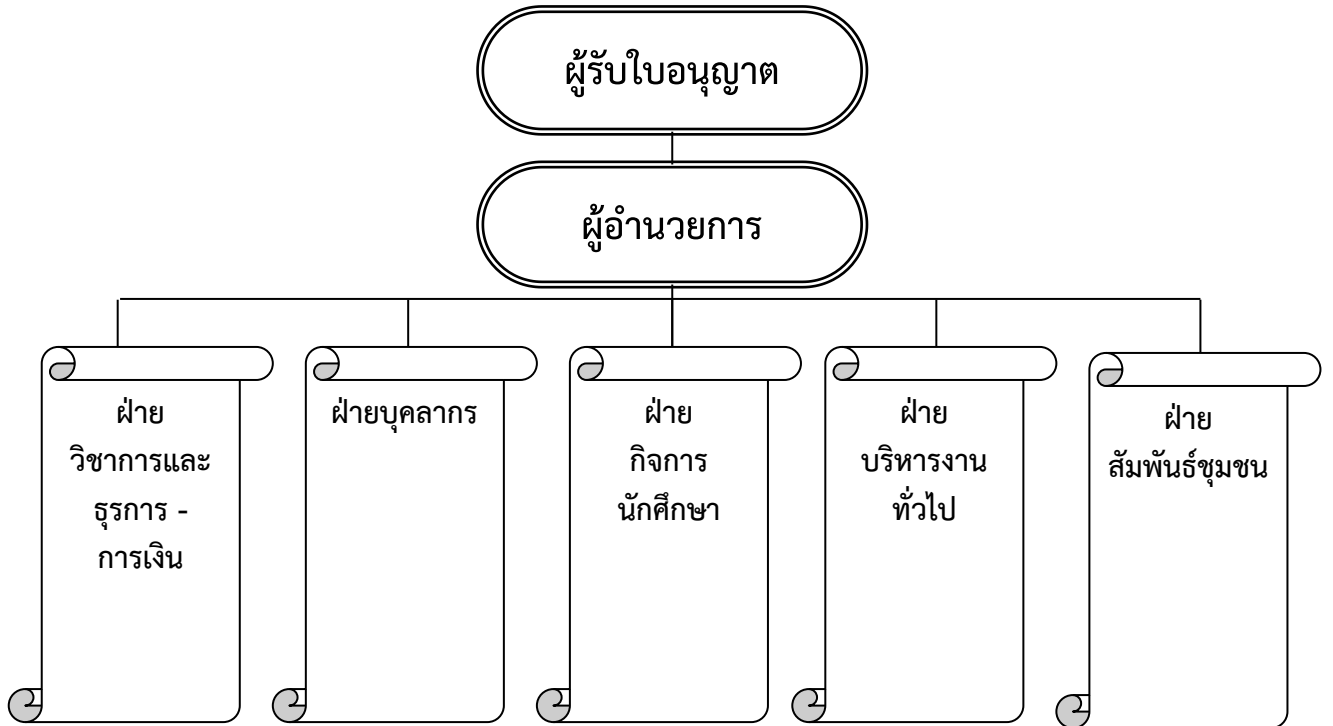 ผู้รับใบอนุญาต
ผู้อำนวยการ
ฝ่าย
วิชาการและ
ธุรการ -
การเงิน
ฝ่ายบุคลากร
ฝ่าย
กิจการ
นักศึกษา
ฝ่าย
บริหารงาน
ทั่วไป
ฝ่าย
สัมพันธ์ชุมชน